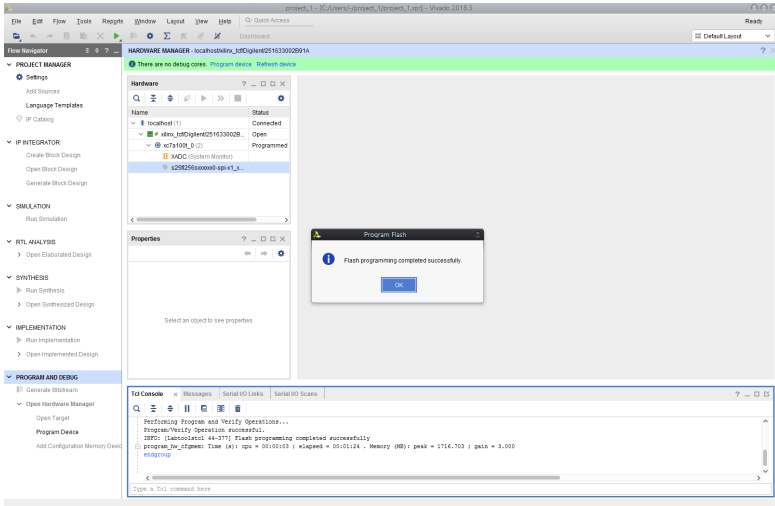 project_1 - [C:/Users/-/project_1/project_1.xpr] - Vivado 2018.3
File Edit Flow Tools Reports Window Layout View Help Quick Access
Ready
Dashboard
Default Layout
Flow Navigator
HARDWARE MANAGER - localhost/xilinx_tcf/Digilent/251633002B91A
There are no debug cores. Program device Refresh device
PROJECT MANAGER
Settings
Add Sources
Language Templates
IP Catalog
IP INTEGRATOR
Create Block Design
Open Block Design
Generate Block Design
SIMULATION
Run Simulation
RTL ANALYSIS
Open Elaborated Design
SYNTHESIS
Run Synthesis
Open Synthesized Design
IMPLEMENTATION
Run Implementation
Open Implemented Design
PROGRAM AND DEBUG
Generate Bitstream
Open Hardware Manager
Open Target
Program Device
Add Configuration Memory Devic
Hardware
Name Status
localhost (1) Connected
xilinx_tcf/Digilent/251633002B... Open
xc7a100t_0 (2) Programmed
XADC (System Monitor)
s25fl256sxxxxx0-spi-x1_x...
Properties
Select an object to see properties
Program Flash
Flash programming completed successfully.
OK
Tcl Console Messages Serial I/O Links Serial I/O Scans
Performing Program and Verify Operations...
Program/Verify Operation successful.
INFO: [Labtoolstcl 44-377] Flash programming completed successfully
program_hw_cfgmem: Time (s): cpu = 00:00:03 ; elapsed = 00:01:24 . Memory (MB): peak = 1716.703 ; gain = 3.000
endgroup
Type a Tcl command here